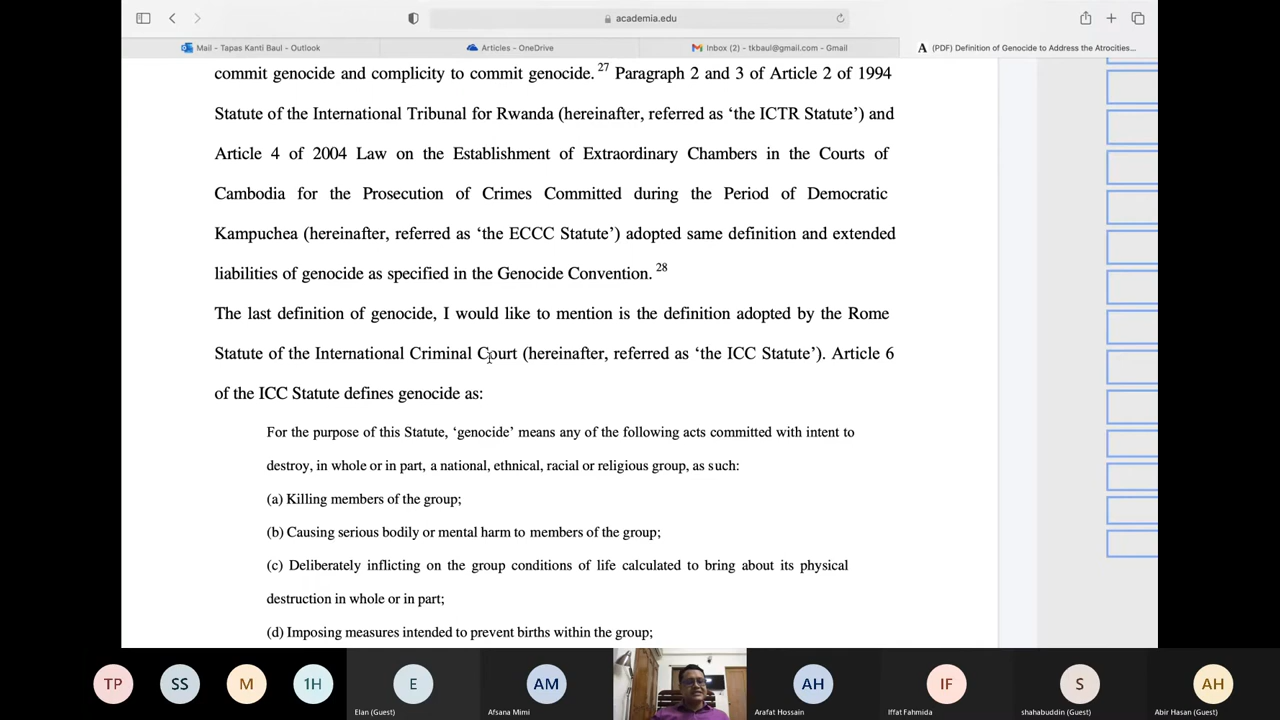 academia.edu
Mail - Tapas Kanti Baul - Outlook
Articles - OneDrive
Inbox (2) - tkbaul@gmail.com - Gmail
A (PDF) Definition of Genocide to Address the Atrocities...
commit genocide and complicity to commit genocide. 27 Paragraph 2 and 3 of Article 2 of 1994
Statute of the International Tribunal for Rwanda (hereinafter, referred as ‘the ICTR Statute’) and
Article 4 of 2004 Law on the Establishment of Extraordinary Chambers in the Courts of
Cambodia for the Prosecution of Crimes Committed during the Period of Democratic
Kampuchea (hereinafter, referred as ‘the ECCC Statute’) adopted same definition and extended
liabilities of genocide as specified in the Genocide Convention. 28
The last definition of genocide, I would like to mention is the definition adopted by the Rome
Statute of the International Criminal Court (hereinafter, referred as ‘the ICC Statute’). Article 6
of the ICC Statute defines genocide as:
For the purpose of this Statute, ‘genocide’ means any of the following acts committed with intent to
destroy, in whole or in part, a national, ethnical, racial or religious group, as such:
(a) Killing members of the group;
(b) Causing serious bodily or mental harm to members of the group;
(c) Deliberately inflicting on the group conditions of life calculated to bring about its physical
destruction in whole or in part;
(d) Imposing measures intended to prevent births within the group;
TP
SS
M
1H
E
AM
AH
IF
S
AH
Elan (Guest)
Afsana Mimi
Arafat Hossain
Iffat Fahmida
shahabuddin (Guest)
Abir Hasan (Guest)